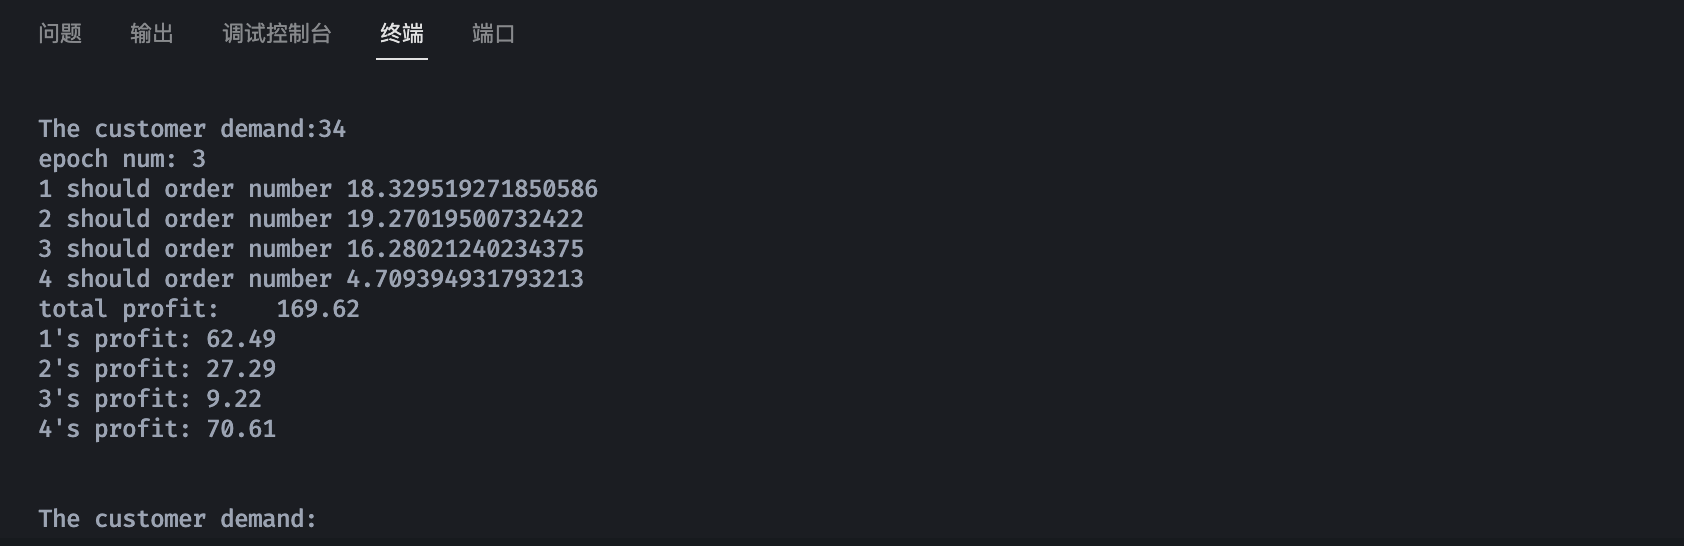 问题 输出 调试控制台 终端 端口
The customer demand:34
epoch num: 3
1 should order number 18.329519271850586
2 should order number 19.27019500732422
3 should order number 16.28021240234375
4 should order number 4.709394931793213
total profit:    169.62
1's profit: 62.49
2's profit: 27.29
3's profit: 9.22
4's profit: 70.61
The customer demand: